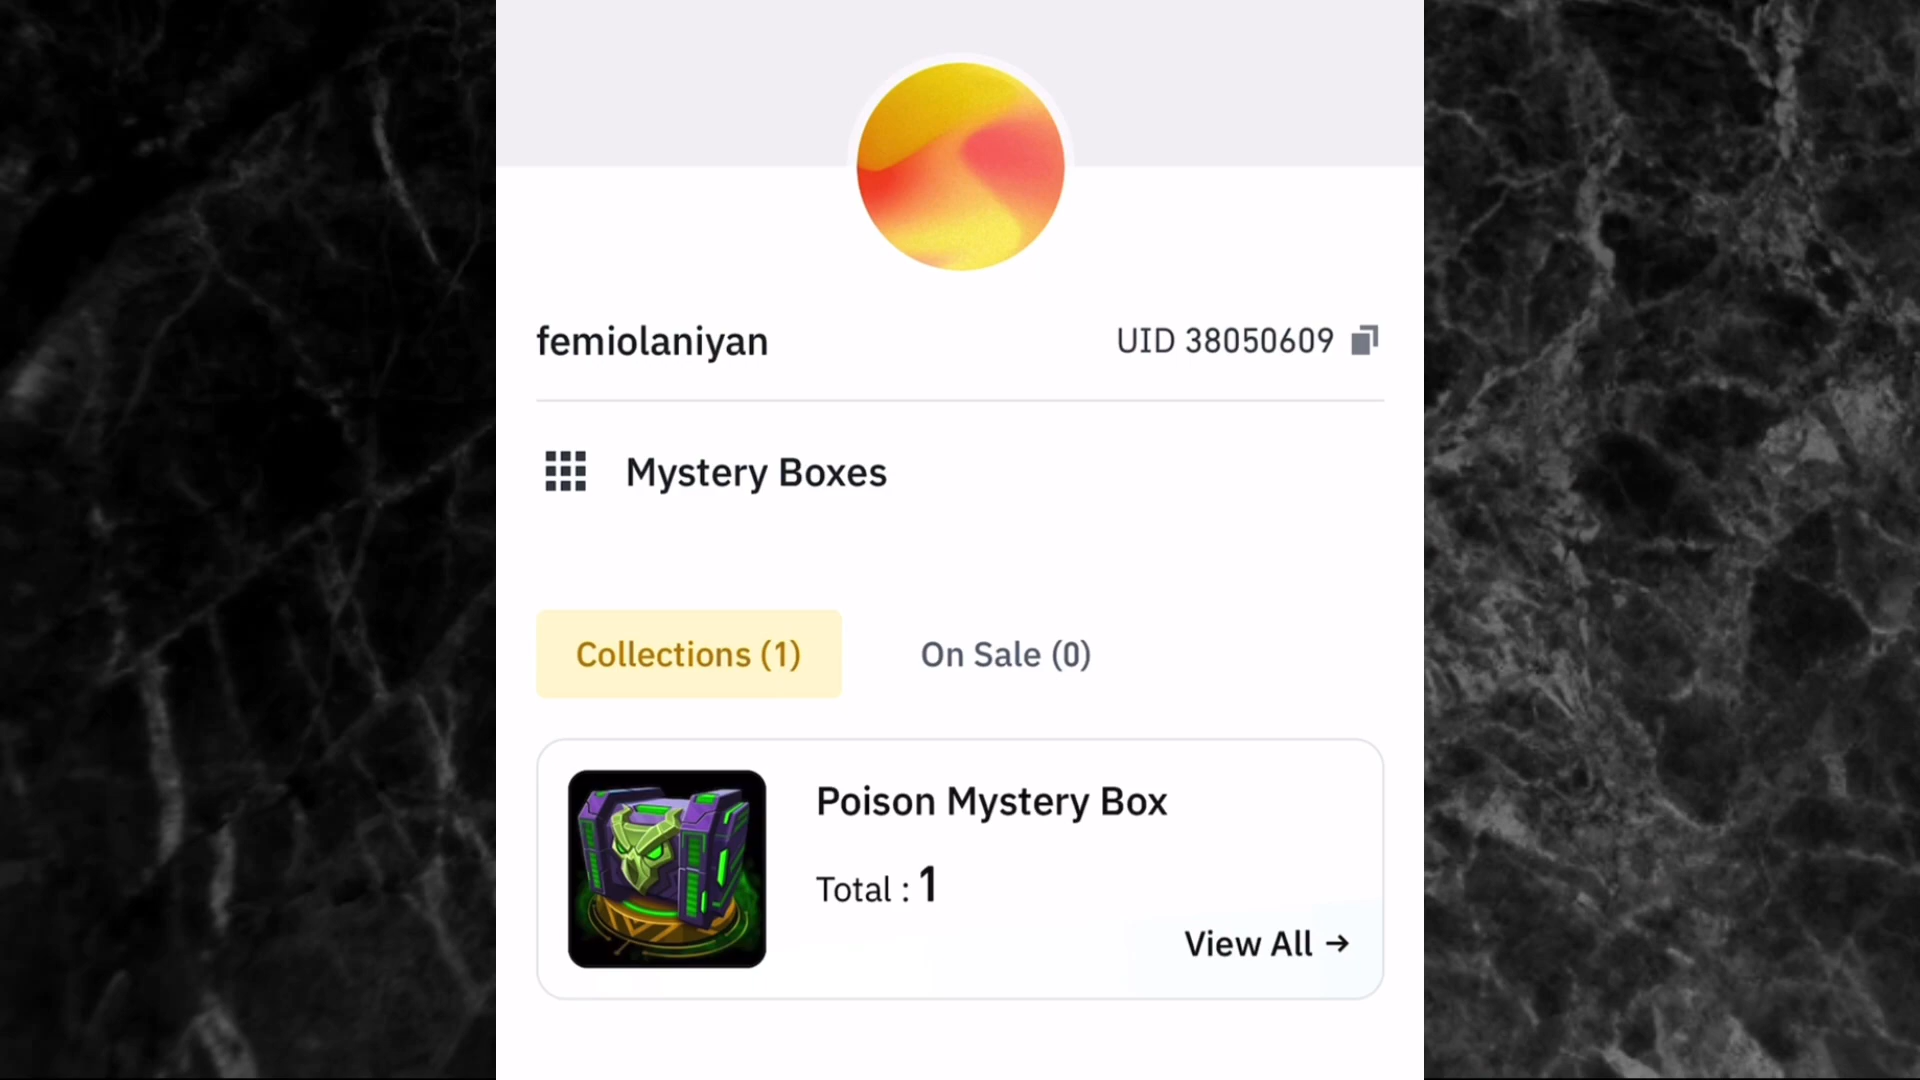 femiolaniyan
UID 38050609
Mystery Boxes
Collections (1)
On Sale (0)
Poison Mystery Box
Total : 1
View All →